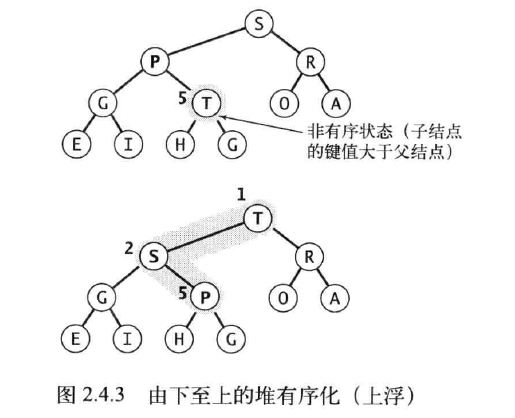 S
P R
G 5 T O A
E I H G
非有序状态（子结点
的键值大于父结点）
1
T
2 S R
G 5 P O A
E I H G
图 2.4.3 由下至上的堆有序化（上浮）